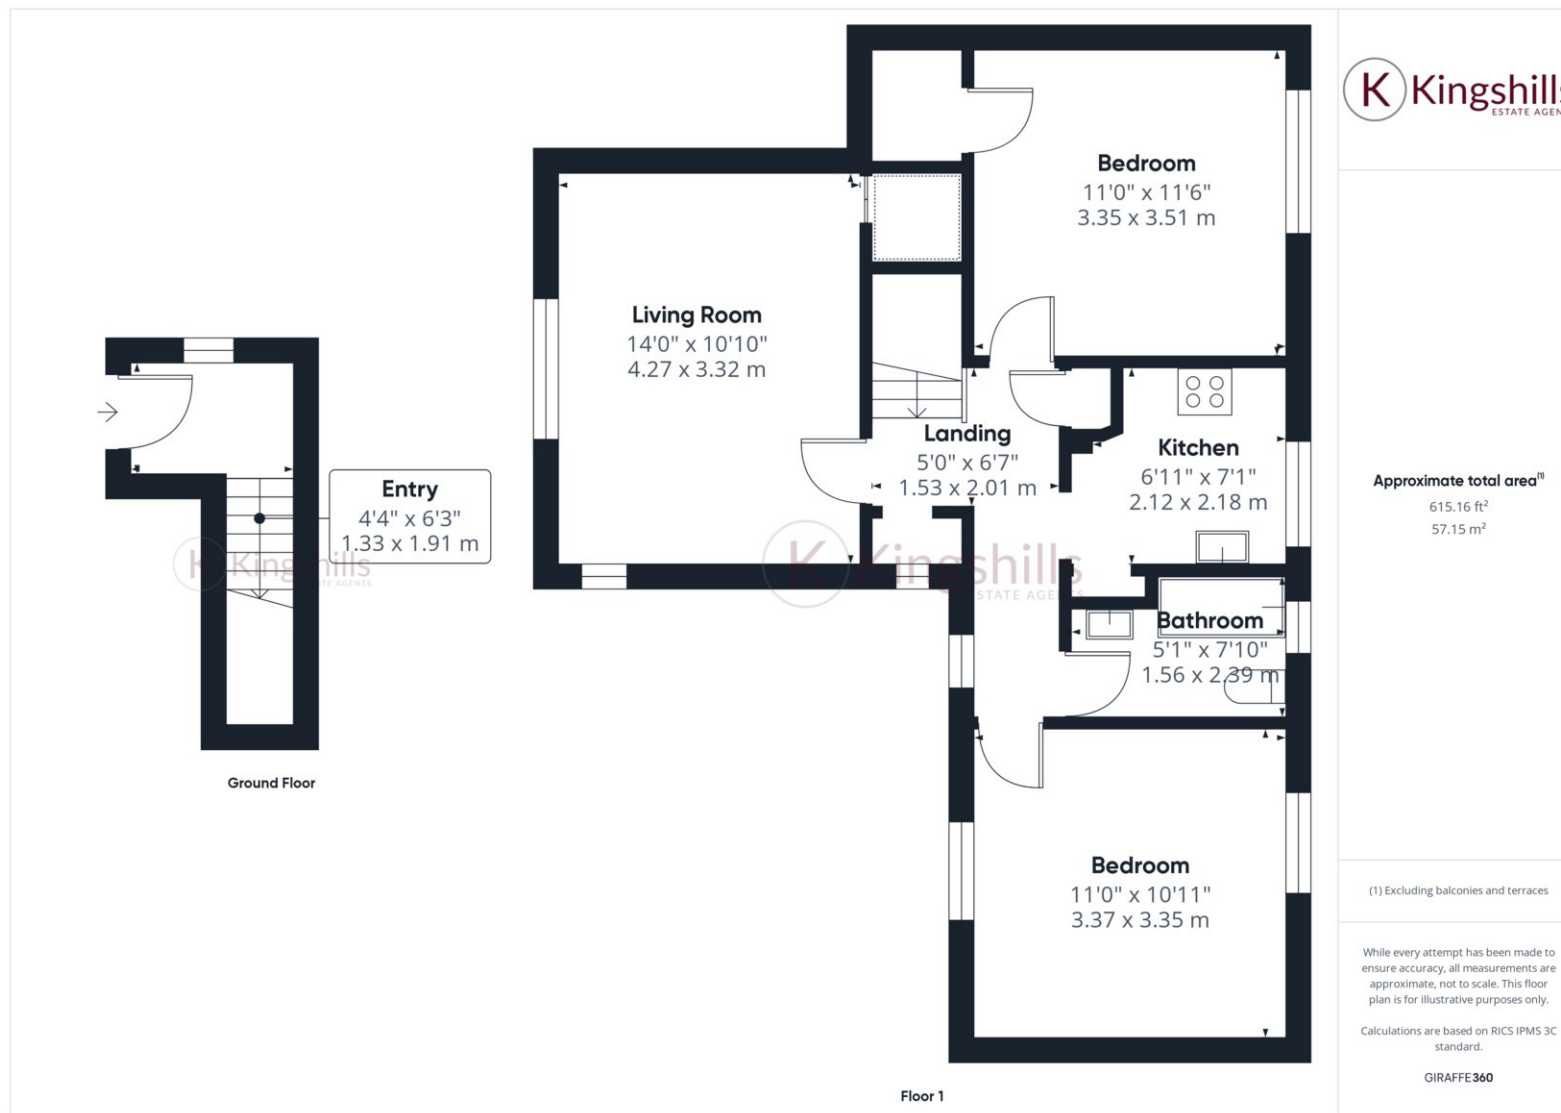 Bedroom
11'0" x 11'6"
3.35 x 3.51 m
Living Room
14'0" x 10'10"
4.27 x 3.32 m
Landing
5'0" x 6'7"
1.53 x 2.01 m
Kitchen
6'11" x 7'1"
2.12 x 2.18 m
Entry
4'4" x 6'3"
1.33 x 1.91 m
K Kingshills
ESTATE AGENTS
K Kingshills
ESTATE AGENTS
Bathroom
5'1" x 7'10"
1.56 x 2.39 m
Ground Floor
Bedroom
11'0" x 10'11"
3.37 x 3.35 m
Floor 1
K Kingshills
ESTATE AGEN
Approximate total area(1)
615.16 ft²
57.15 m²
(1) Excluding balconies and terraces
While every attempt has been made to
ensure accuracy, all measurements are
approximate, not to scale. This floor
plan is for illustrative purposes only.
Calculations are based on RICS IPMS 3C
standard.
GIRAFFE360